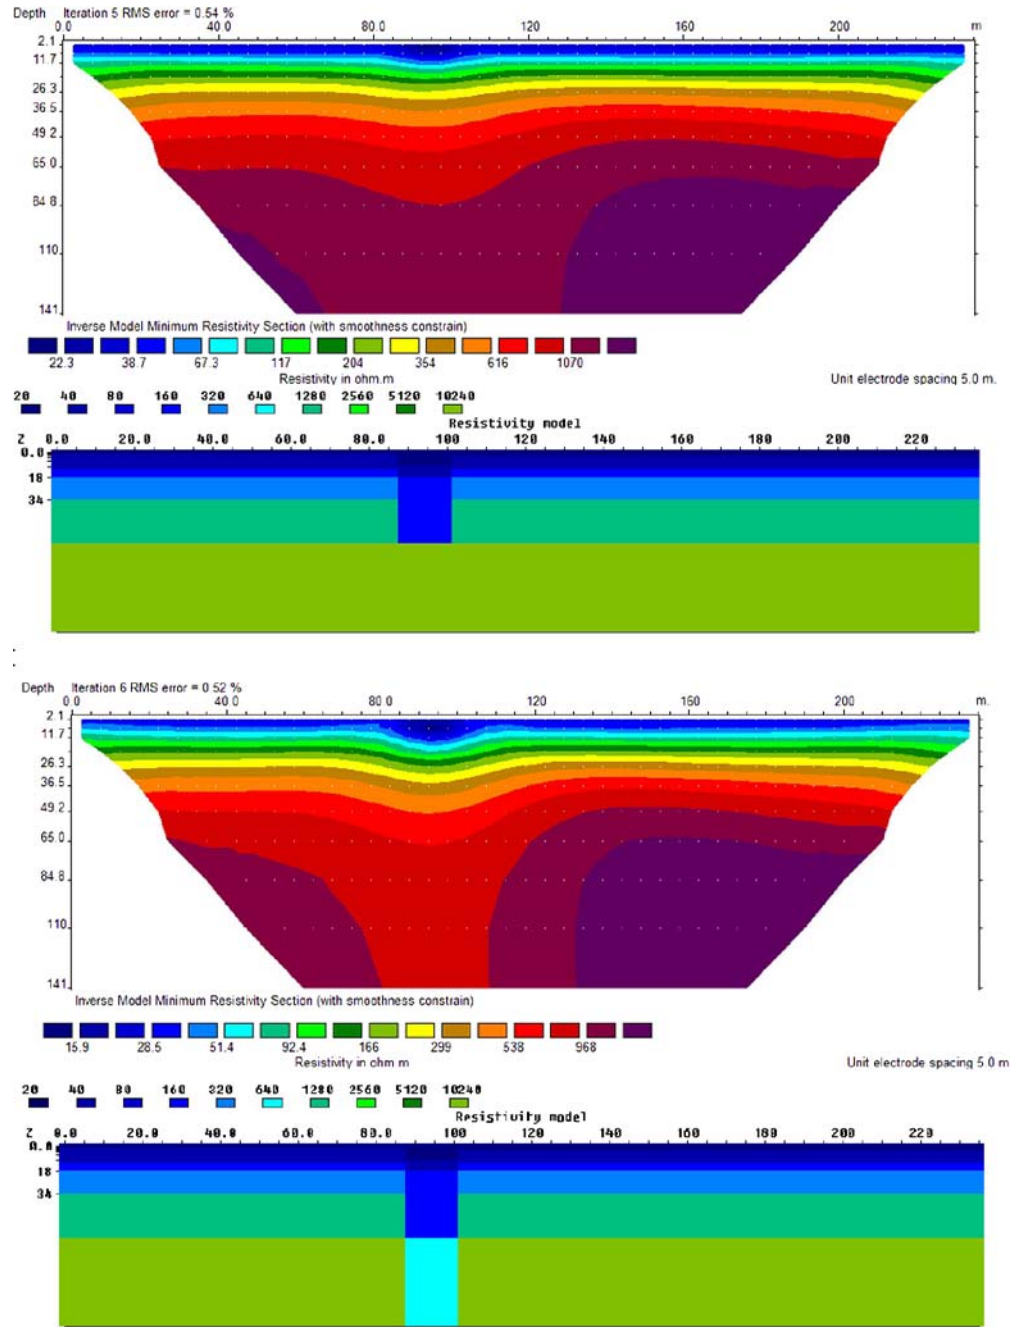 Depth Iteration 5 RMS error = 0.54 %
0.0 40.0 80.0 120 160 200 m
2.1
11.7
26.3
36.5
49.2
65.0
84.8
110.
141.
Inverse Model Minimum Resistivity Section (with smoothness constrain)
22.3 38.7 67.3 117 204 354 616 1070
Resistivity in ohm.m Unit electrode spacing 5.0 m.
20 40 80 160 320 640 1280 2560 5120 10240
Resistivity model
Z 0.0 20.0 40.0 60.0 80.0 100 120 140 160 180 200 220
0.0
18
34
:
Depth Iteration 6 RMS error = 0.52 %
0.0 40.0 80.0 120 160 200 m.
2.1
11.7
26.3
36.5
49.2
65.0
84.8
110.
141.
Inverse Model Minimum Resistivity Section (with smoothness constrain)
15.9 28.5 51.4 92.4 166 299 538 968
Resistivity in ohm m Unit electrode spacing 5.0 m
20 40 80 160 320 640 1280 2560 5120 10240
Resistivity model
Z 0.0 20.0 40.0 60.0 80.0 100 120 140 160 180 200 220
0.0
18
34